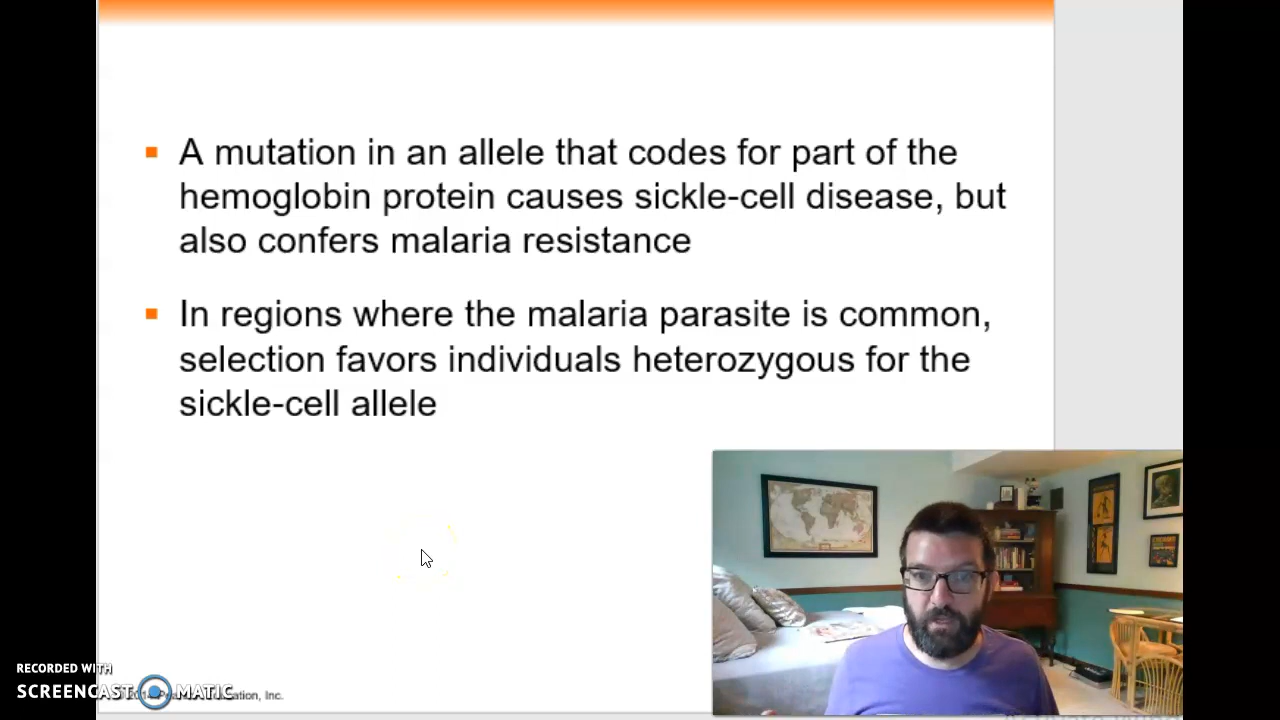 A mutation in an allele that codes for part of the
hemoglobin protein causes sickle-cell disease, but
also confers malaria resistance
In regions where the malaria parasite is common,
selection favors individuals heterozygous for the
sickle-cell allele
RECORDED WITH
SCREENCAST MATIC
Inc.